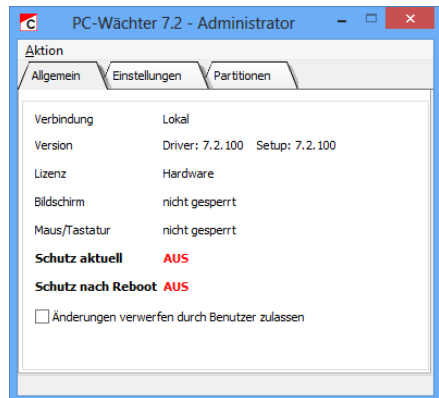 C PC-Wächter 7.2 - Administrator
Aktion
Allgemein Einstellungen Partitionen
Verbindung Lokal
Version Driver: 7.2.100 Setup: 7.2.100
Lizenz Hardware
Bildschirm nicht gesperrt
Maus/Tastatur nicht gesperrt
Schutz aktuell AUS
Schutz nach Reboot AUS
Änderungen verwerfen durch Benutzer zulassen